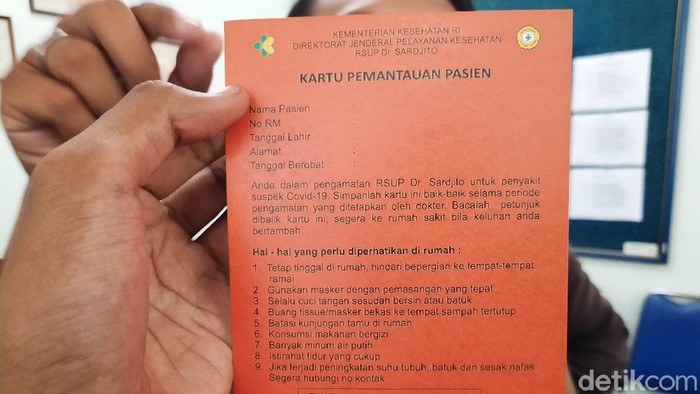 KEMENTERIAN KESEHATAN RI
DIREKTORAT JENDERAL PELAYANAN KESEHATAN
RSUP Dr. SARDJITO
KARTU PEMANTAUAN PASIEN
Nama Pasien :
No RM :
Tanggal Lahir :
Alamat :
Tanggal Berobat :
Anda dalam pengamatan RSUP Dr. Sardjito untuk penyakit
suspek Covid-19. Simpanlah kartu ini baik-baik selama periode
pengamatan yang ditetapkan oleh dokter. Bacalah petunjuk
dibalik kartu ini, segera ke rumah sakit bila keluhan anda
bertambah.
Hal - hal yang perlu diperhatikan di rumah :
1. Tetap tinggal di rumah, hindari bepergian ke tempat-tempat
ramai
2. Gunakan masker dengan pemasangan yang tepat
3. Selalu cuci tangan sesudah bersin atau batuk
4. Buang tissue/masker bekas ke tempat sampah tertutup
5. Batasi kunjungan tamu di rumah
6. Konsumsi makanan bergizi
7. Banyak minum air putih
8. Istirahat tidur yang cukup
9. Jika terjadi peningkatan suhu tubuh, batuk dan sesak nafas
Segera hubungi no kontak
detikcom